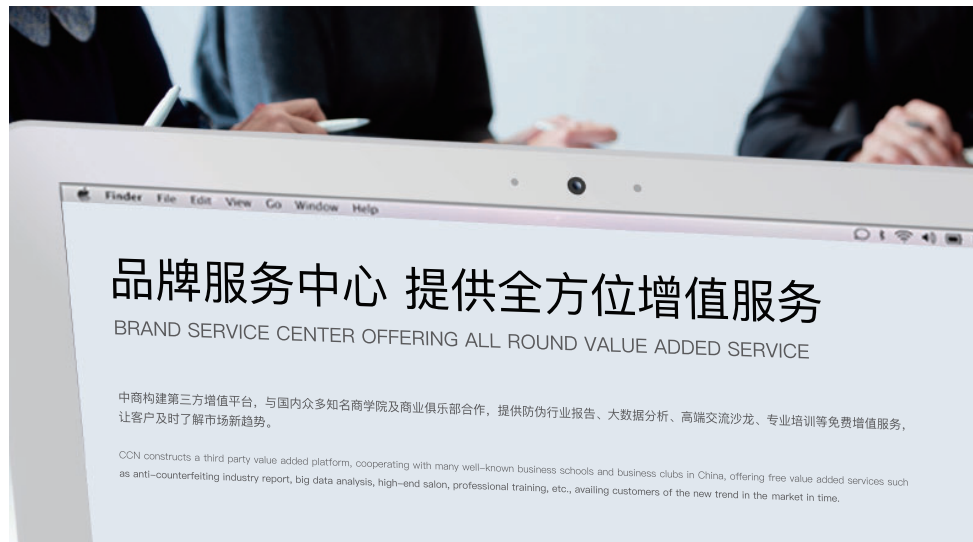 Finder File Edit View Go Window Help
品牌服务中心 提供全方位增值服务
BRAND SERVICE CENTER OFFERING ALL ROUND VALUE ADDED SERVICE
中商构建第三方增值平台，与国内众多知名商学院及商业俱乐部合作，提供防伪行业报告、大数据分析、高端交流沙龙、专业培训等免费增值服务，
让客户及时了解市场新趋势。
CCN constructs a third party value added platform, cooperating with many well-known business schools and business clubs in China, offering free value added services such
as anti-counterfeiting industry report, big data analysis, high-end salon, professional training, etc., availing customers of the new trend in the market in time.